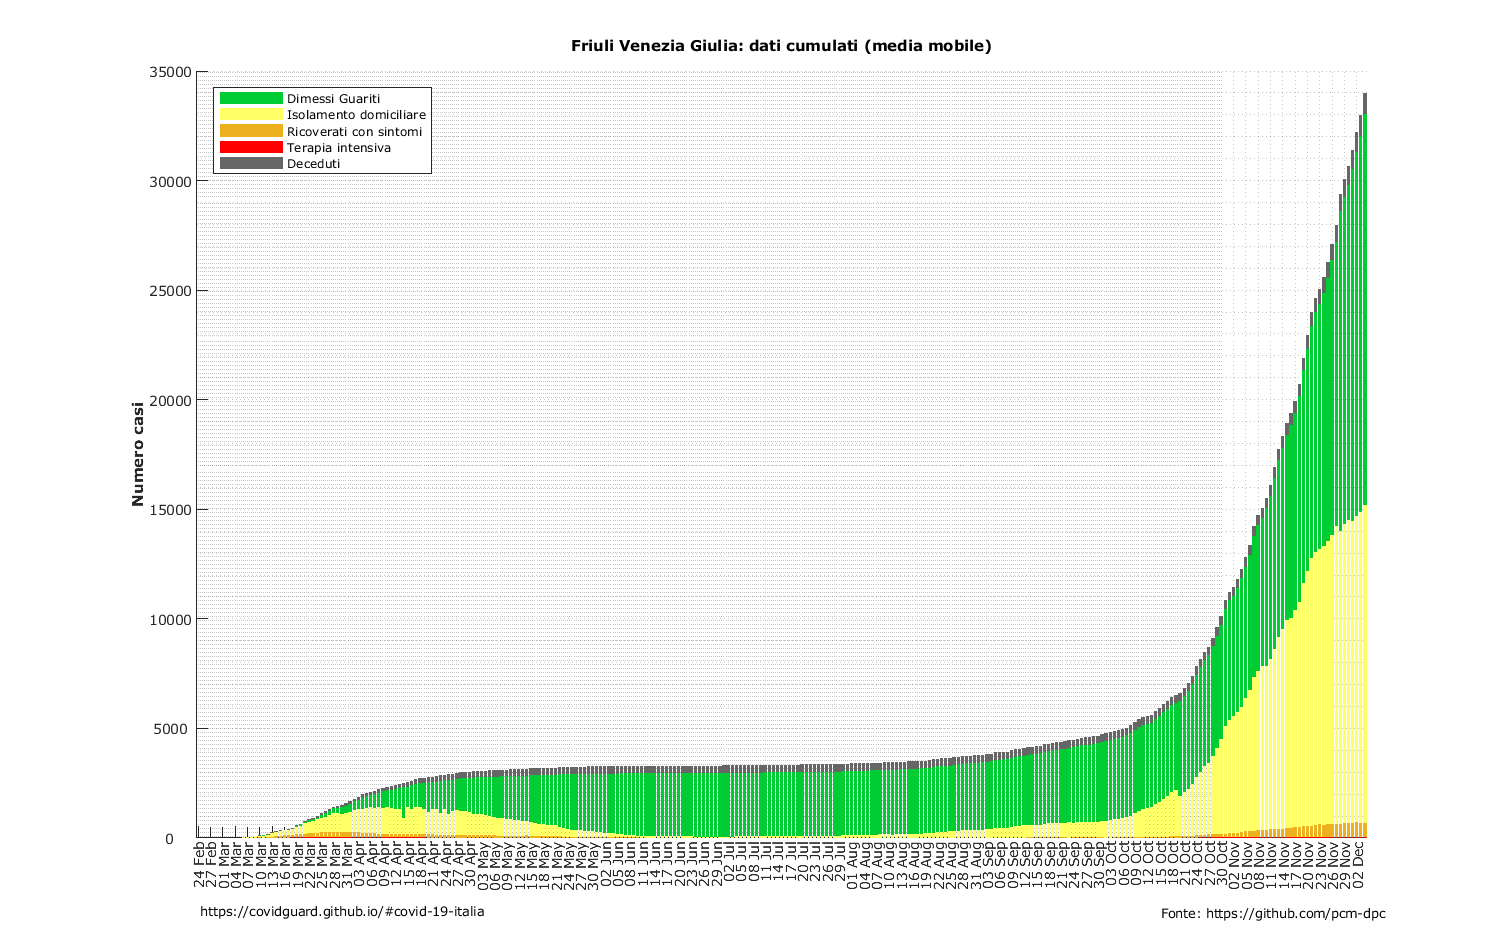 Friuli Venezia Giulia: dati cumulati (media mobile)
Numero casi
35000
30000
25000
20000
15000
10000
5000
0
Dimessi Guariti
Isolamento domiciliare
Ricoverati con sintomi
Terapia intensiva
Deceduti
24 Feb
27 Feb
01 Mar
04 Mar
07 Mar
10 Mar
13 Mar
16 Mar
19 Mar
22 Mar
25 Mar
28 Mar
31 Mar
03 Apr
06 Apr
09 Apr
12 Apr
15 Apr
18 Apr
21 Apr
24 Apr
27 Apr
30 Apr
03 May
06 May
09 May
12 May
15 May
18 May
21 May
24 May
27 May
30 May
02 Jun
05 Jun
08 Jun
11 Jun
14 Jun
17 Jun
20 Jun
23 Jun
26 Jun
29 Jun
02 Jul
05 Jul
08 Jul
11 Jul
14 Jul
17 Jul
20 Jul
23 Jul
26 Jul
29 Jul
01 Aug
04 Aug
07 Aug
10 Aug
13 Aug
16 Aug
19 Aug
22 Aug
25 Aug
28 Aug
31 Aug
03 Sep
06 Sep
09 Sep
12 Sep
15 Sep
18 Sep
21 Sep
24 Sep
27 Sep
30 Sep
03 Oct
06 Oct
09 Oct
12 Oct
15 Oct
18 Oct
21 Oct
24 Oct
27 Oct
30 Oct
02 Nov
05 Nov
08 Nov
11 Nov
14 Nov
17 Nov
20 Nov
23 Nov
26 Nov
29 Nov
02 Dec
https://covidguard.github.io/#covid-19-italia
Fonte: https://github.com/pcm-dpc